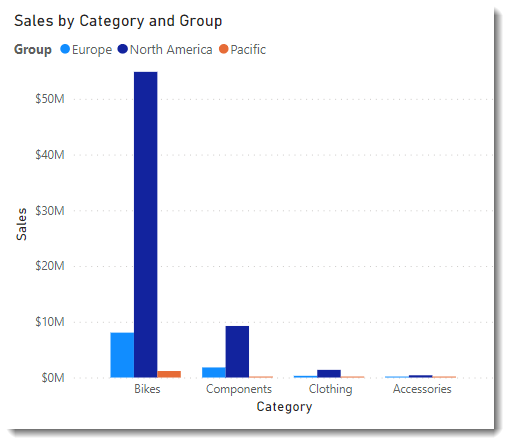 Sales by Category and Group
Group Europe North America Pacific
$50M
$40M
$30M
$20M
$10M
$0M
Sales
Bikes Components Clothing Accessories
Category